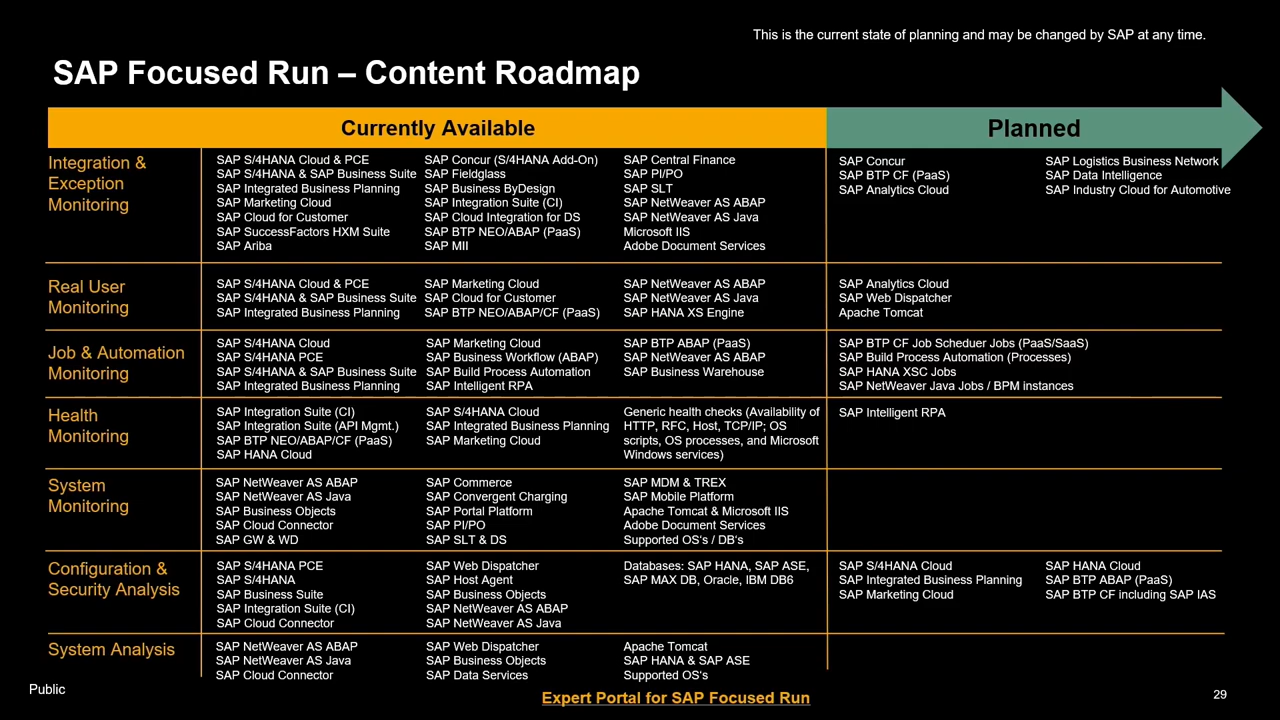 This is the current state of planning and may be changed by SAP at any time.
SAP Focused Run – Content Roadmap
Currently Available
Planned
Integration &
Exception
Monitoring
SAP S/4HANA Cloud & PCE
SAP S/4HANA & SAP Business Suite
SAP Integrated Business Planning
SAP Marketing Cloud
SAP Cloud for Customer
SAP SuccessFactors HXM Suite
SAP Ariba
SAP Concur (S/4HANA Add-On)
SAP Fieldglass
SAP Business ByDesign
SAP Integration Suite (CI)
SAP Cloud Integration for DS
SAP BTP NEO/ABAP (PaaS)
SAP MII
SAP Central Finance
SAP PI/PO
SAP SLT
SAP NetWeaver AS ABAP
SAP NetWeaver AS Java
Microsoft IIS
Adobe Document Services
SAP Concur
SAP BTP CF (PaaS)
SAP Analytics Cloud
SAP Logistics Business Network
SAP Data Intelligence
SAP Industry Cloud for Automotive
Real User
Monitoring
SAP S/4HANA Cloud & PCE
SAP S/4HANA & SAP Business Suite
SAP Integrated Business Planning
SAP Marketing Cloud
SAP Cloud for Customer
SAP BTP NEO/ABAP/CF (PaaS)
SAP NetWeaver AS ABAP
SAP NetWeaver AS Java
SAP HANA XS Engine
SAP Analytics Cloud
SAP Web Dispatcher
Apache Tomcat
Job & Automation
Monitoring
SAP S/4HANA Cloud
SAP S/4HANA PCE
SAP S/4HANA & SAP Business Suite
SAP Integrated Business Planning
SAP Marketing Cloud
SAP Business Workflow (ABAP)
SAP Build Process Automation
SAP Intelligent RPA
SAP BTP ABAP (PaaS)
SAP NetWeaver AS ABAP
SAP Business Warehouse
SAP BTP CF Job Scheduer Jobs (PaaS/SaaS)
SAP Build Process Automation (Processes)
SAP HANA XSC Jobs
SAP NetWeaver Java Jobs / BPM instances
Health
Monitoring
SAP Integration Suite (CI)
SAP Integration Suite (API Mgmt.)
SAP BTP NEO/ABAP/CF (PaaS)
SAP HANA Cloud
SAP S/4HANA Cloud
SAP Integrated Business Planning
SAP Marketing Cloud
Generic health checks (Availability of
HTTP, RFC, Host, TCP/IP; OS
scripts, OS processes, and Microsoft
Windows services)
SAP Intelligent RPA
System
Monitoring
SAP NetWeaver AS ABAP
SAP NetWeaver AS Java
SAP Business Objects
SAP Cloud Connector
SAP GW & WD
SAP Commerce
SAP Convergent Charging
SAP Portal Platform
SAP PI/PO
SAP SLT & DS
SAP MDM & TREX
SAP Mobile Platform
Apache Tomcat & Microsoft IIS
Adobe Document Services
Supported OS's / DB's
Configuration &
Security Analysis
SAP S/4HANA PCE
SAP S/4HANA
SAP Business Suite
SAP Integration Suite (CI)
SAP Cloud Connector
SAP Web Dispatcher
SAP Host Agent
SAP Business Objects
SAP NetWeaver AS ABAP
SAP NetWeaver AS Java
Databases: SAP HANA, SAP ASE,
SAP MAX DB, Oracle, IBM DB6
SAP S/4HANA Cloud
SAP Integrated Business Planning
SAP Marketing Cloud
SAP HANA Cloud
SAP BTP ABAP (PaaS)
SAP BTP CF including SAP IAS
System Analysis
SAP NetWeaver AS ABAP
SAP NetWeaver AS Java
SAP Cloud Connector
SAP Web Dispatcher
SAP Business Objects
SAP Data Services
Apache Tomcat
SAP HANA & SAP ASE
Supported OS's
Public
Expert Portal for SAP Focused Run
29